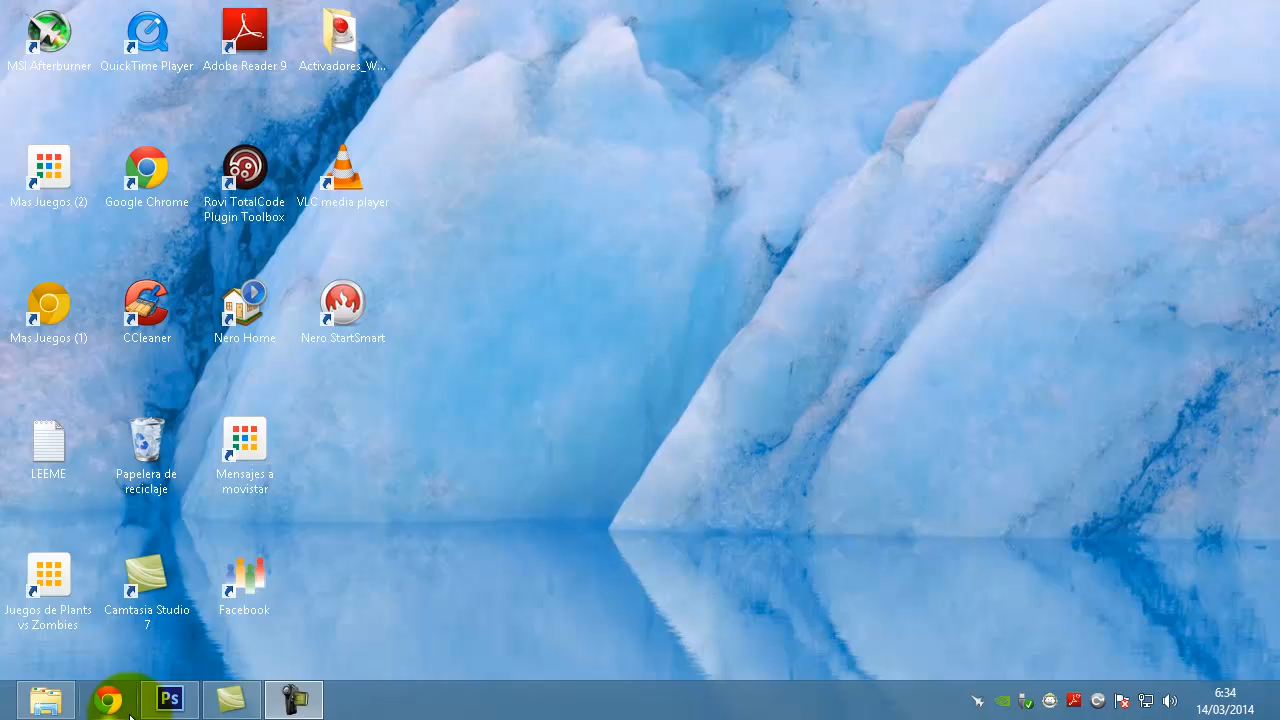 MSI Afterburner
QuickTime Player
Adobe Reader 9
Activadores_W...
Mas Juegos (2)
Google Chrome
Rovi TotalCode
Plugin Toolbox
VLC media player
Mas Juegos (1)
CCleaner
Nero Home
Nero StartSmart
LEEME
Papelera de
reciclaje
Mensajes a
movistar
Juegos de Plants
vs Zombies
Camtasia Studio
7
Facebook
Ps
6:34
14/03/2014